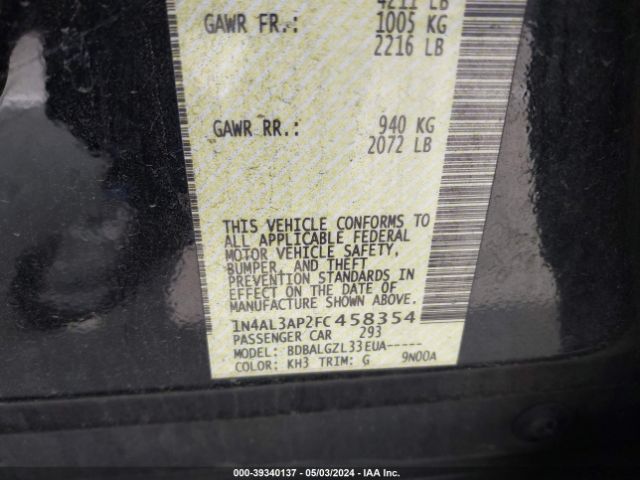 4211 LB
GAWR FR.: 1005 KG
2216 LB
GAWR RR.: 940 KG
2072 LB
THIS VEHICLE CONFORMS TO
ALL APPLICABLE FEDERAL
MOTOR VEHICLE SAFETY,
BUMPER, AND THEFT
PREVENTION STANDARDS IN
EFFECT ON THE DATE OF
MANUFACTURE SHOWN ABOVE.
1N4AL3AP2FC458354
PASSENGER CAR 293
MODEL: BDBALGZL33EUA-----
COLOR: KH3 TRIM: G 9N00A
000-39340137 - 05/03/2024 - IAA Inc.